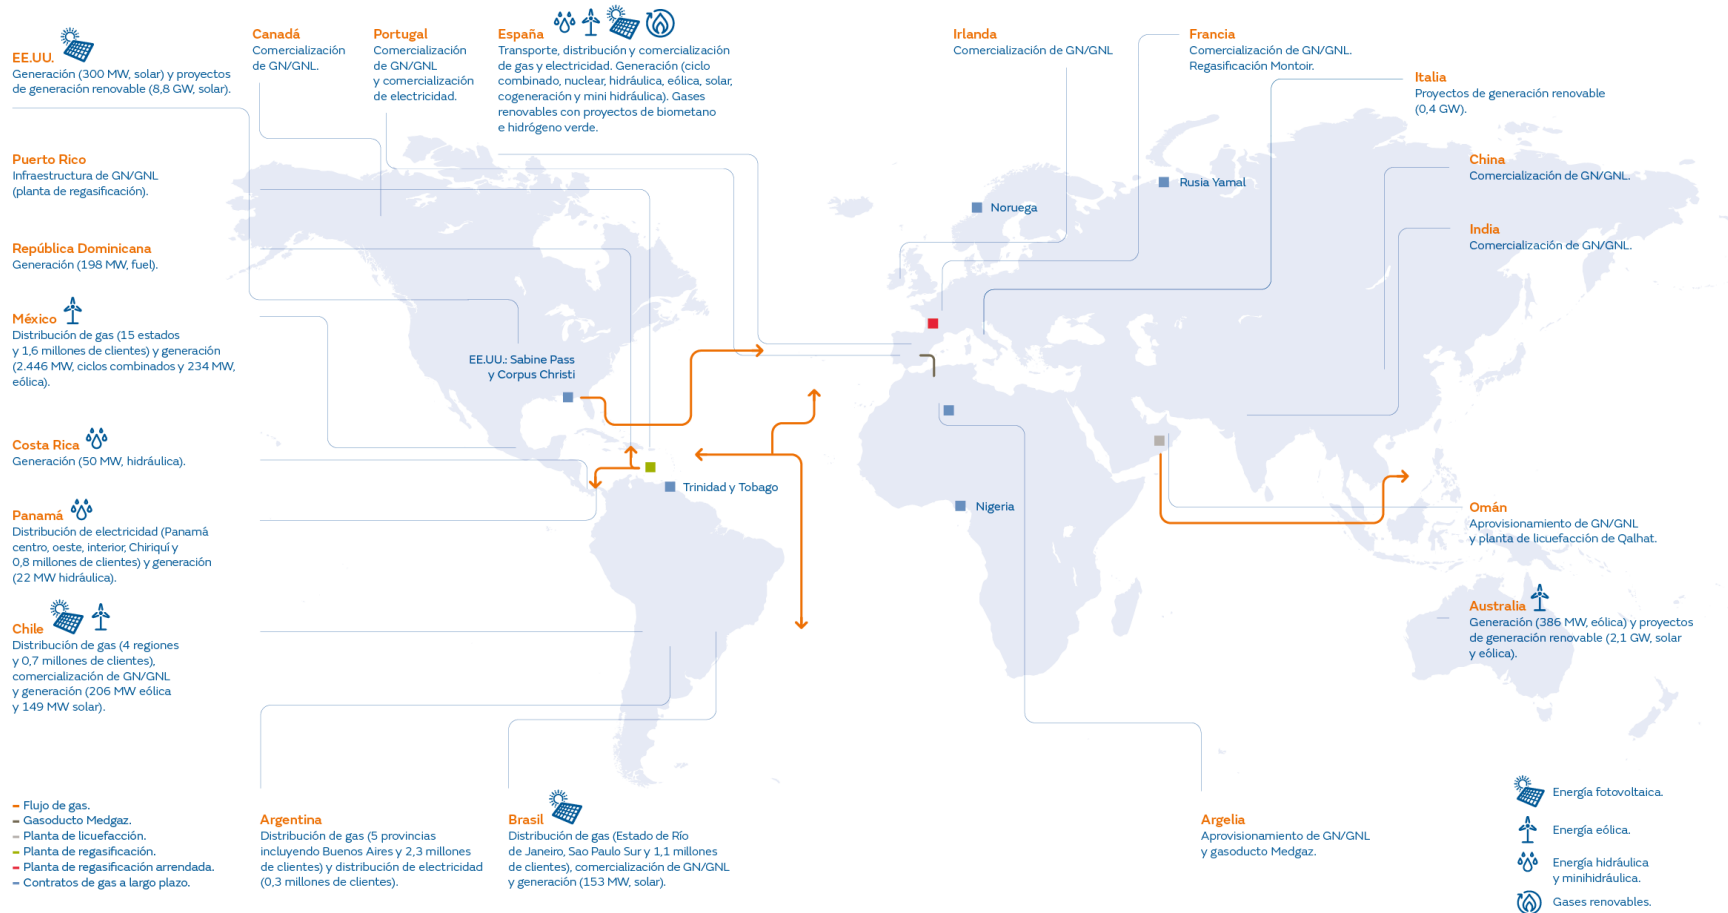 EE.UU.
Generación (300 MW, solar) y proyectos
de generación renovable (8,8 GW, solar).
Canadá
Comercialización
de GN/GNL.
Portugal
Comercialización
de GN/GNL
y comercialización
de electricidad.
España
Transporte, distribución y comercialización
de gas y electricidad. Generación (ciclo
combinado, nuclear, hidráulica, eólica, solar,
cogeneración y mini hidráulica). Gases
renovables con proyectos de biometano
e hidrógeno verde.
Irlanda
Comercialización de GN/GNL
Francia
Comercialización de GN/GNL.
Regasificación Montoir.
Italia
Proyectos de generación renovable
(0,4 GW).
Puerto Rico
Infraestructura de GN/GNL
(planta de regasificación).
China
Comercialización de GN/GNL.
Rusia Yamal
Noruega
India
Comercialización de GN/GNL.
República Dominicana
Generación (198 MW, fuel).
México
Distribución de gas (15 estados
y 1,6 millones de clientes) y generación
(2.446 MW, ciclos combinados y 234 MW,
eólica).
EE.UU.: Sabine Pass
y Corpus Christi
Costa Rica
Generación (50 MW, hidráulica).
Trinidad y Tobago
Nigeria
Panamá
Distribución de electricidad (Panamá
centro, oeste, interior, Chiriquí y
0,8 millones de clientes) y generación
(22 MW hidráulica).
Omán
Aprovisionamiento de GN/GNL
y planta de licuefacción de Qalhat.
Chile
Distribución de gas (4 regiones
y 0,7 millones de clientes),
comercialización de GN/GNL
y generación (206 MW eólica
y 149 MW solar).
Australia
Generación (386 MW, eólica) y proyectos
de generación renovable (2,1 GW, solar
y eólica).
Flujo de gas.
Gasoducto Medgaz.
Planta de licuefacción.
Planta de regasificación.
Planta de regasificación arrendada.
Contratos de gas a largo plazo.
Argentina
Distribución de gas (5 provincias
incluyendo Buenos Aires y 2,3 millones
de clientes) y distribución de electricidad
(0,3 millones de clientes).
Brasil
Distribución de gas (Estado de Río
de Janeiro, Sao Paulo Sur y 1,1 millones
de clientes), comercialización de GN/GNL
y generación (153 MW, solar).
Argelia
Aprovisionamiento de GN/GNL
y gasoducto Medgaz.
Energía fotovoltaica.
Energía eólica.
Energía hidráulica
y minihidráulica.
Gases renovables.